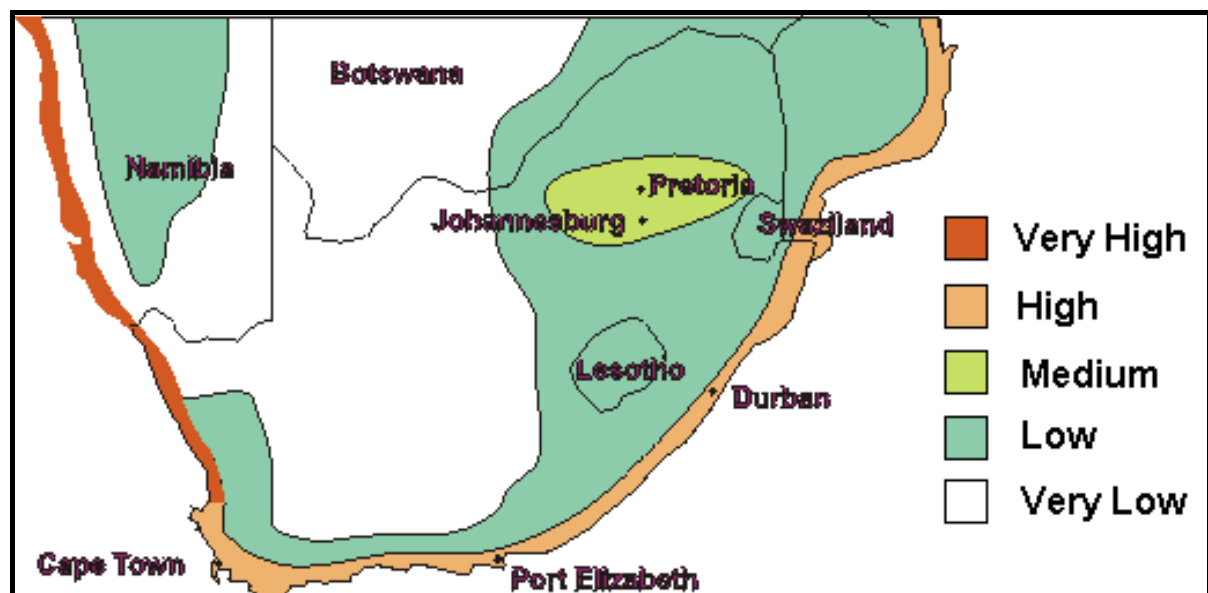 Botswana
Namibia
Pretoria
Johannesburg
Swaziland
Lesotho
Durban
Cape Town
Port Elizabeth
Very High
High
Medium
Low
Very Low